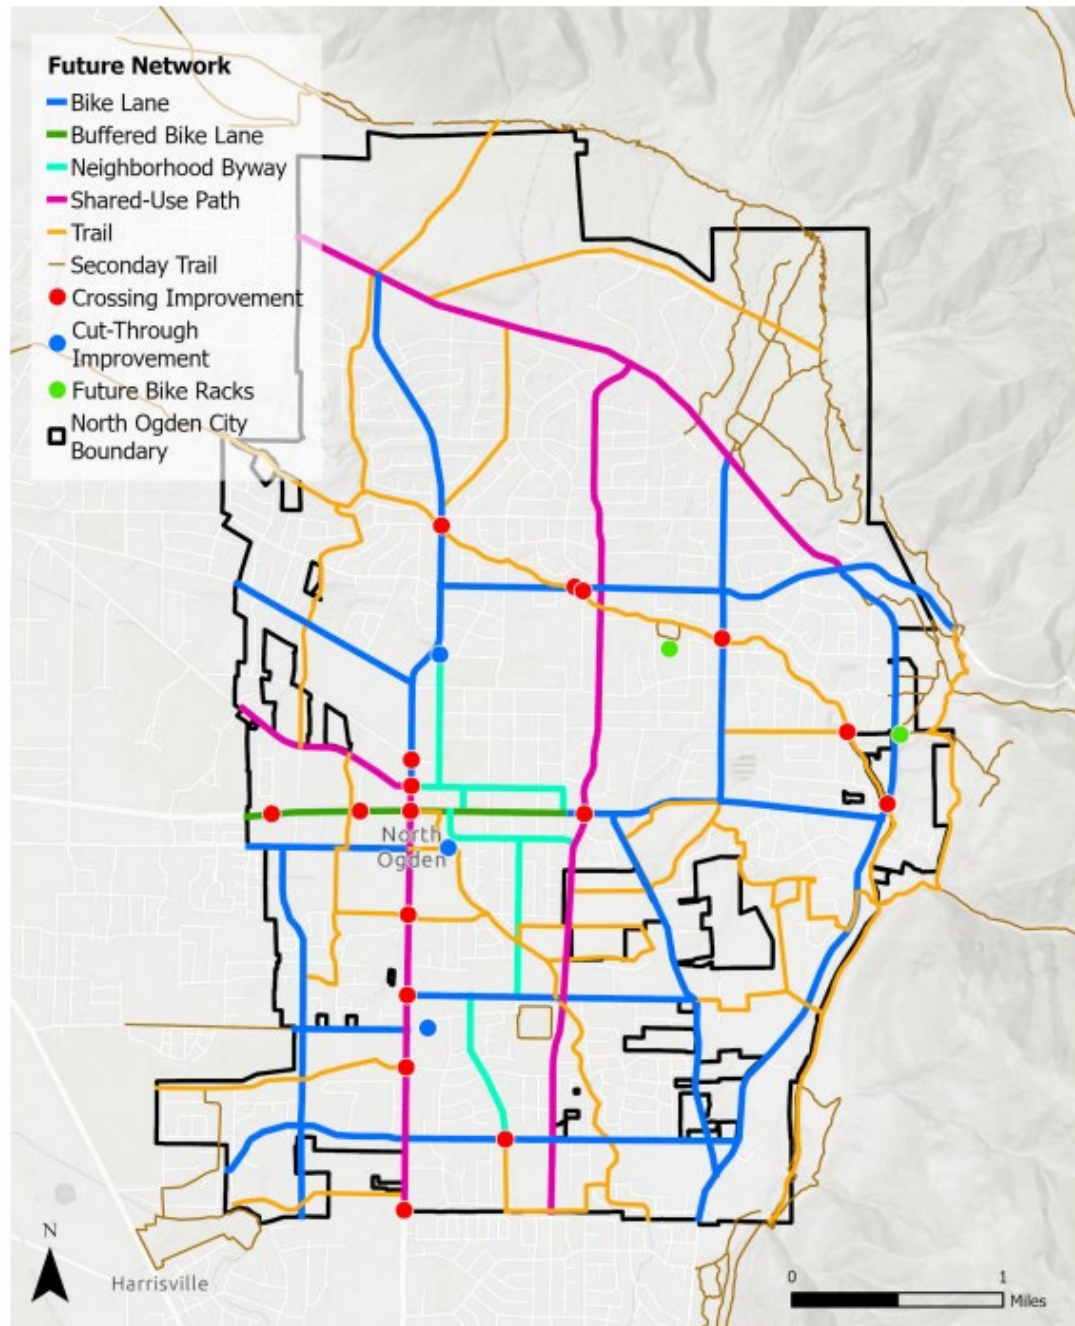 Future Network
Bike Lane
Buffered Bike Lane
Neighborhood Byway
Shared-Use Path
Trail
Seconday Trail
Crossing Improvement
Cut-Through
Improvement
Future Bike Racks
North Ogden City
Boundary
North
Ogden
N
Harrisville
0 1
Miles